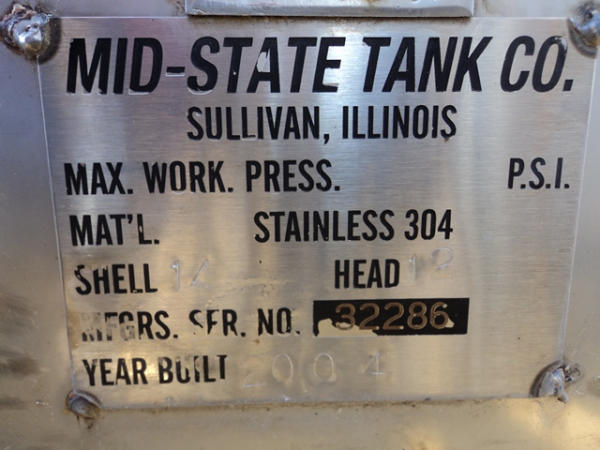 MID-STATE TANK CO.
SULLIVAN, ILLINOIS
MAX. WORK. PRESS. P.S.I.
MAT'L. STAINLESS 304
SHELL HEAD 12
MFGRS. SER. NO. 32286
YEAR BUILT 2004